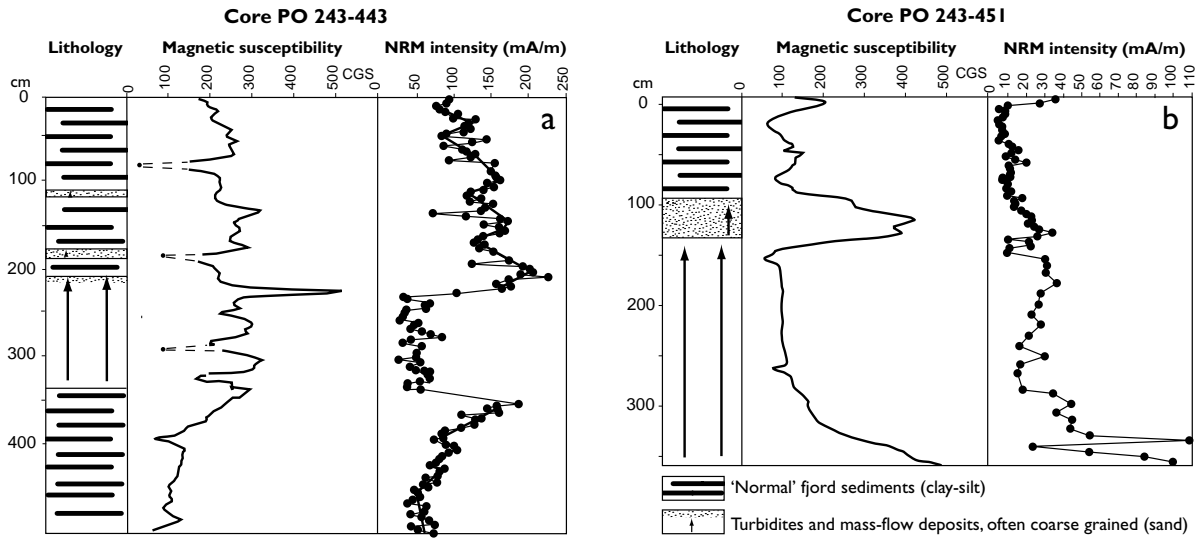 Core PO 243-443
Core PO 243-451
Lithology
Magnetic susceptibility
NRM intensity (mA/m)
cm
0
100
200
300
400
500
CGS
0
50
100
150
200
250
0
100
200
300
400
a
Lithology
Magnetic susceptibility
NRM intensity (mA/m)
cm
0
100
200
300
400
500
CGS
0
10
20
30
40
50
60
70
80
90
100
110
0
100
200
300
b
'Normal' fjord sediments (clay-silt)
Turbidites and mass-flow deposits, often coarse grained (sand)